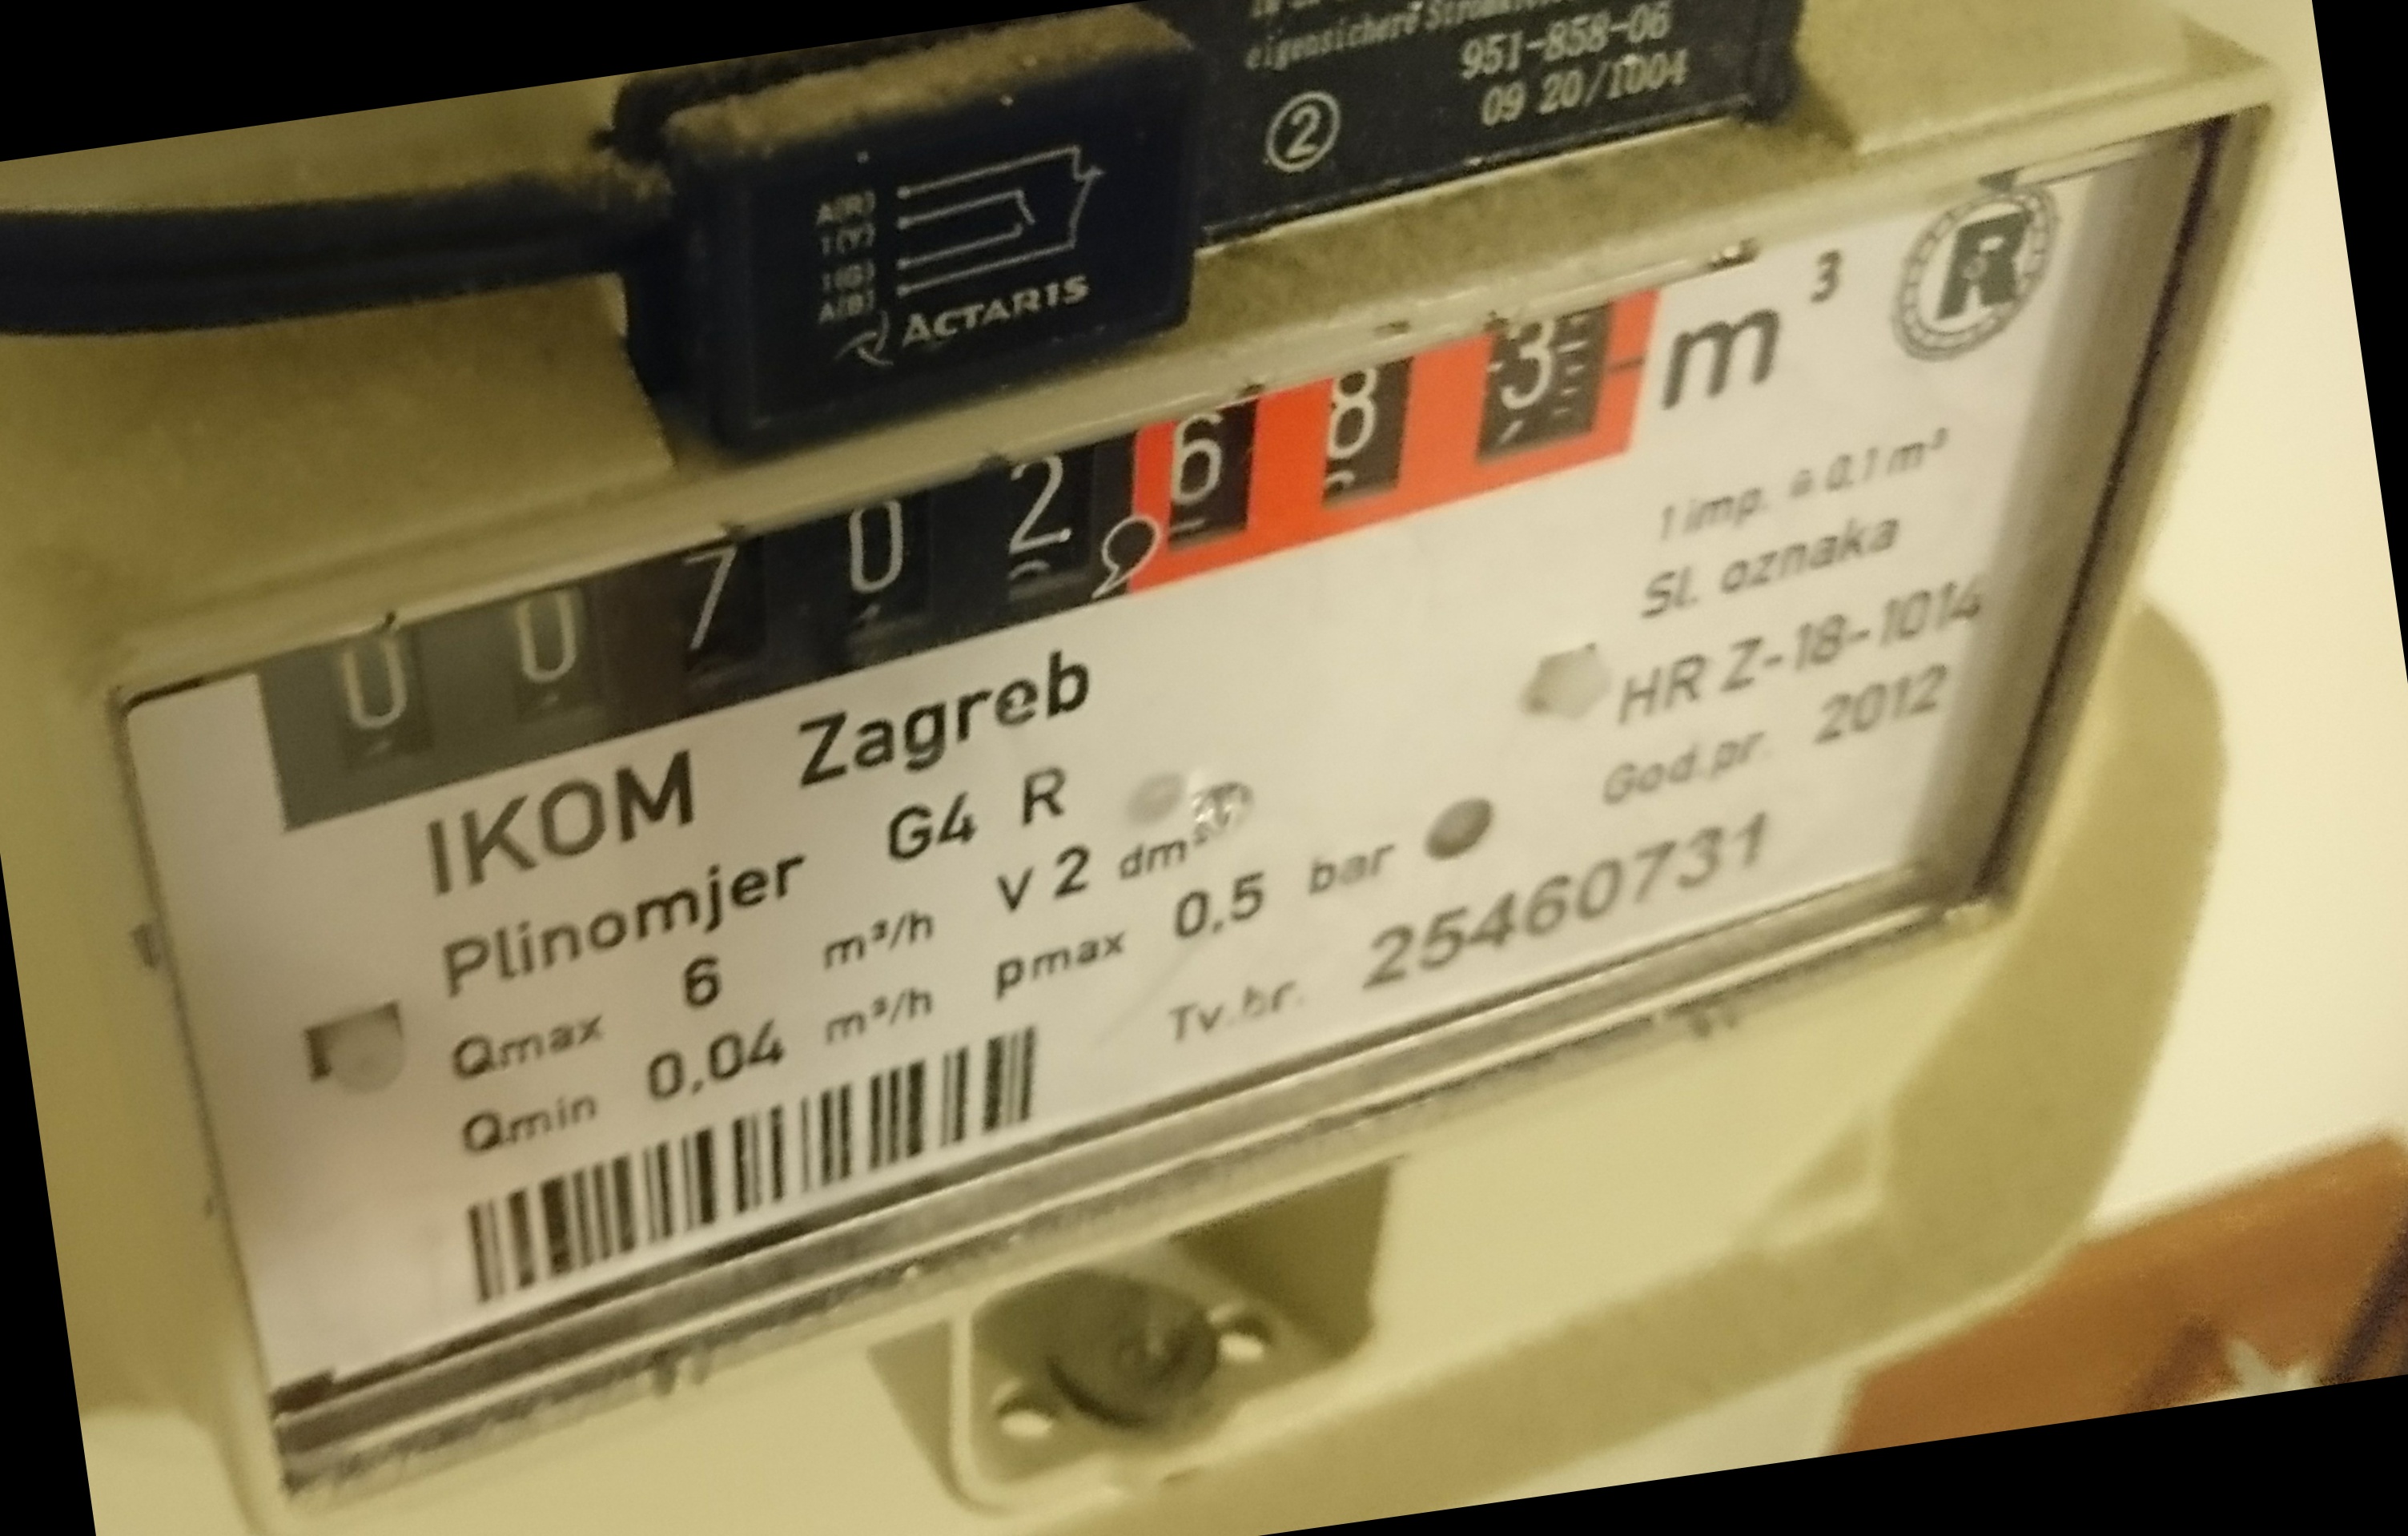 eigensichere
951-858-06
09 20/1004
2
A(R)
1(Y)
1(G)
A(B)
ACTARIS
00702,683 m³
R
1 imp. ≙ 0,1 m³
Sl. oznaka
HR Z-18-1014
God.pr. 2012
IKOM Zagreb
Plinomjer G4 R
Qmax 6 m³/h V 2 dm³
Qmin 0.04 m³/h pmax 0,5 bar
Tv.br. 25460731